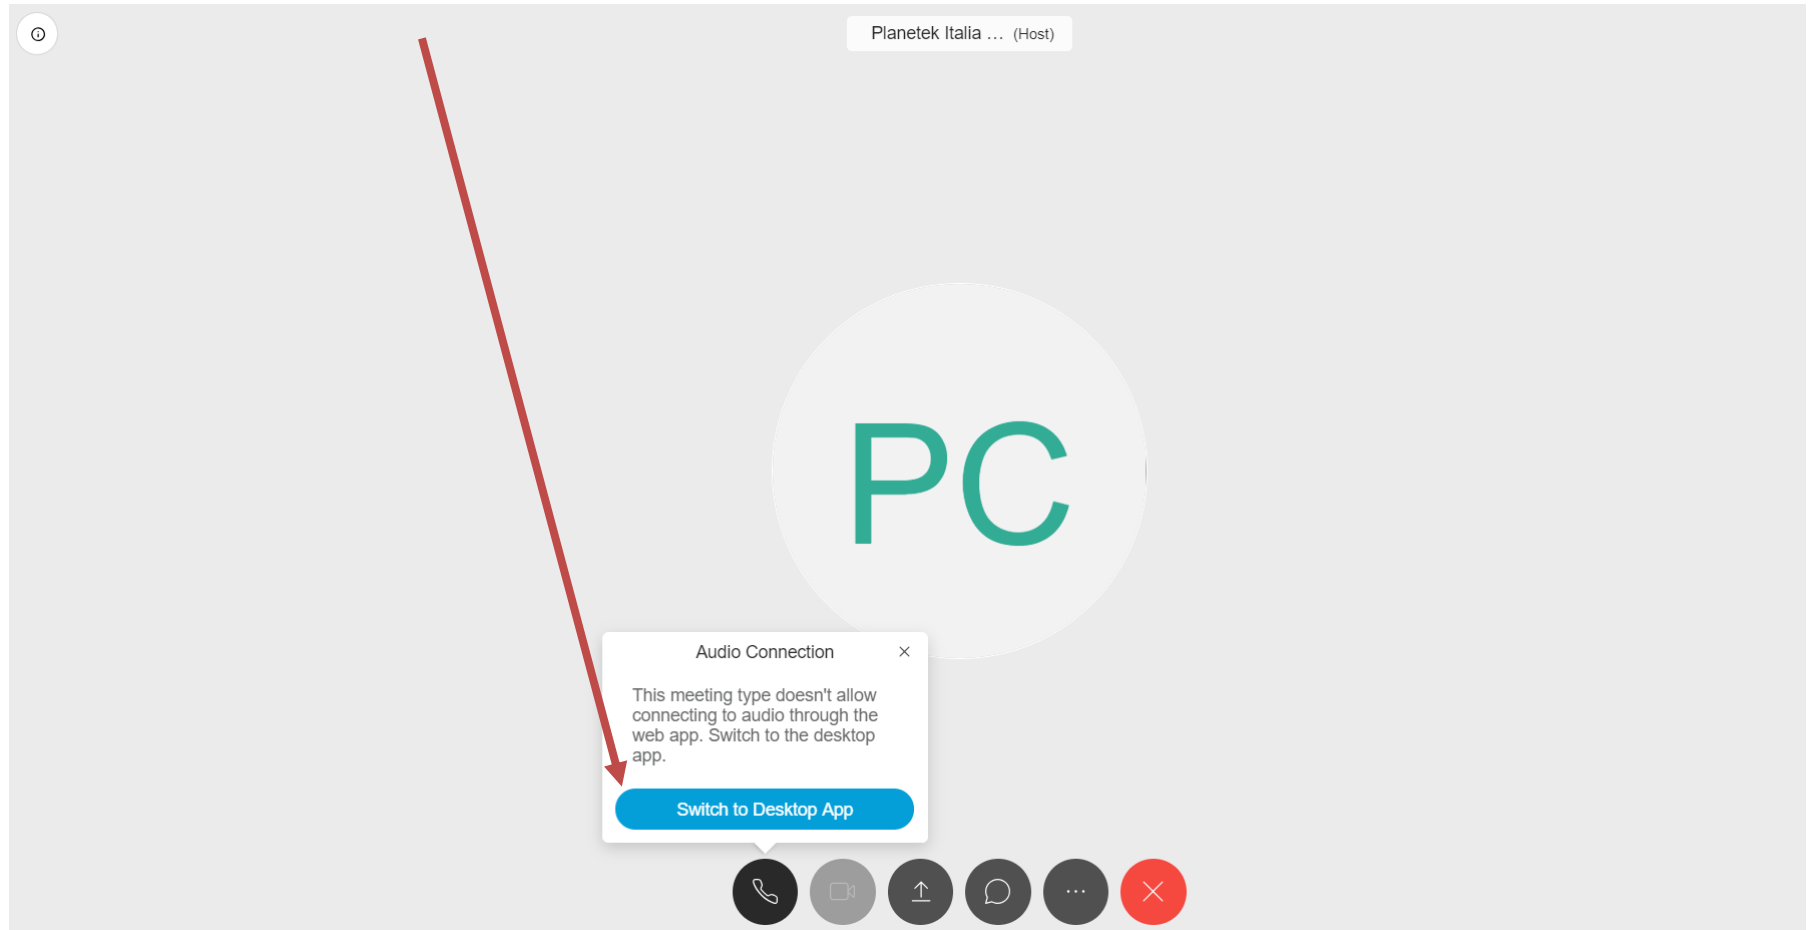 Planetek Italia ... (Host)
PC
Audio Connection
This meeting type doesn't allow
connecting to audio through the
web app. Switch to the desktop
app.
Switch to Desktop App